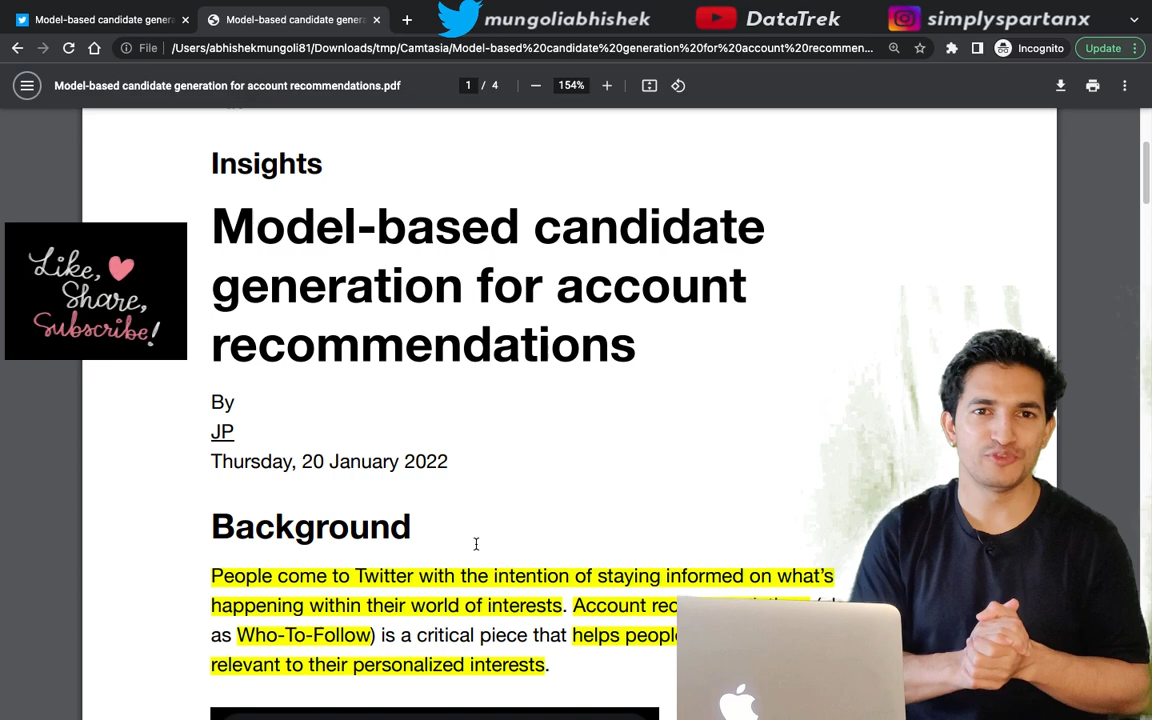 Model-based candidate gener
Model-based candidate gener
mungoliabhishek
DataTrek
simplyspartanx
File
/Users/abhishekmungoli81/Downloads/tmp/Camtasia/Model-based%20candidate%20generation%20for%20account%20recommen...
Incognito
Update
Model-based candidate generation for account recommendations.pdf
1 / 4
154%
Insights
Model-based candidate
generation for account
recommendations
Like,
Share,
Subscribe!
By
JP
Thursday, 20 January 2022
Background
People come to Twitter with the intention of staying informed on what's
happening within their world of interests. Account
as Who-To-Follow) is a critical piece that helps
relevant to their personalized interests.